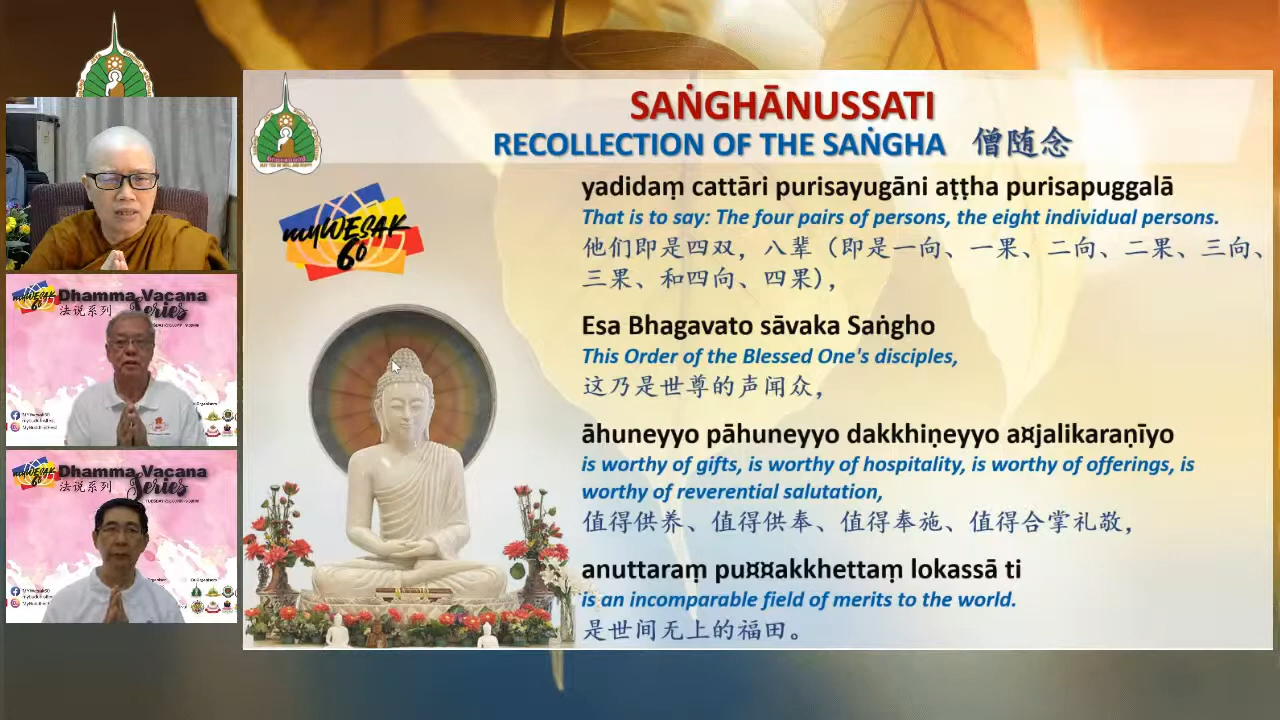 SAṄGHĀNUSSATI
RECOLLECTION OF THE SAṄGHA 僧随念
yadidaṃ cattāri purisayugāni aṭṭha purisapuggalā
That is to say: The four pairs of persons, the eight individual persons.
他们即是四双，八辈（即是一向、一果、二向、二果、三向、
三果、和四向、四果），
Esa Bhagavato sāvaka Saṅgho
This Order of the Blessed One's disciples,
这乃是世尊的声闻众，
āhuneyyo pāhuneyyo dakkhiṇeyyo a¤jalikaraṇīyo
is worthy of gifts, is worthy of hospitality, is worthy of offerings, is
worthy of reverential salutation,
值得供养、值得供奉、值得奉施、值得合掌礼敬，
anuttaraṃ pu¤¤akkhettaṃ lokassā ti
is an incomparable field of merits to the world.
是世间无上的福田。
myWESAK
60
myWESAK
60
Dhamma Vacana
法说系列 Series
MyBuddhistFest
myWESAK
60
Dhamma Vacana
法说系列 Series
MyBuddhistFest